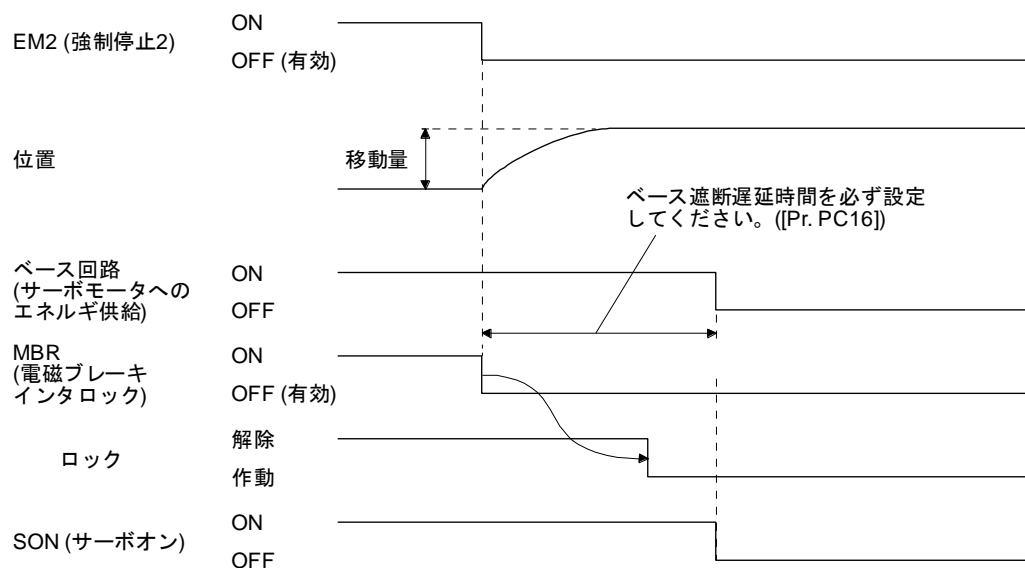 ON
EM2 (強制停止2)
OFF (有効)
位置
移動量
ベース遮断遅延時間を必ず設定
してください。([Pr. PC16])
ベース回路
(サーボモータへの
エネルギ供給)
ON
OFF
MBR
(電磁ブレーキ
インタロック)
ON
OFF (有効)
ロック
解除
作動
SON (サーボオン)
ON
OFF